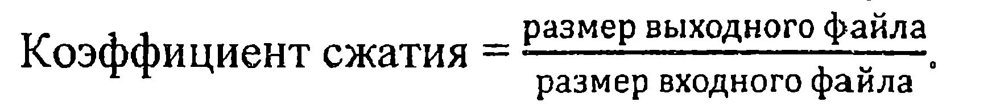 Коэффициент сжатия = размер выходного файла
размер входного файла.